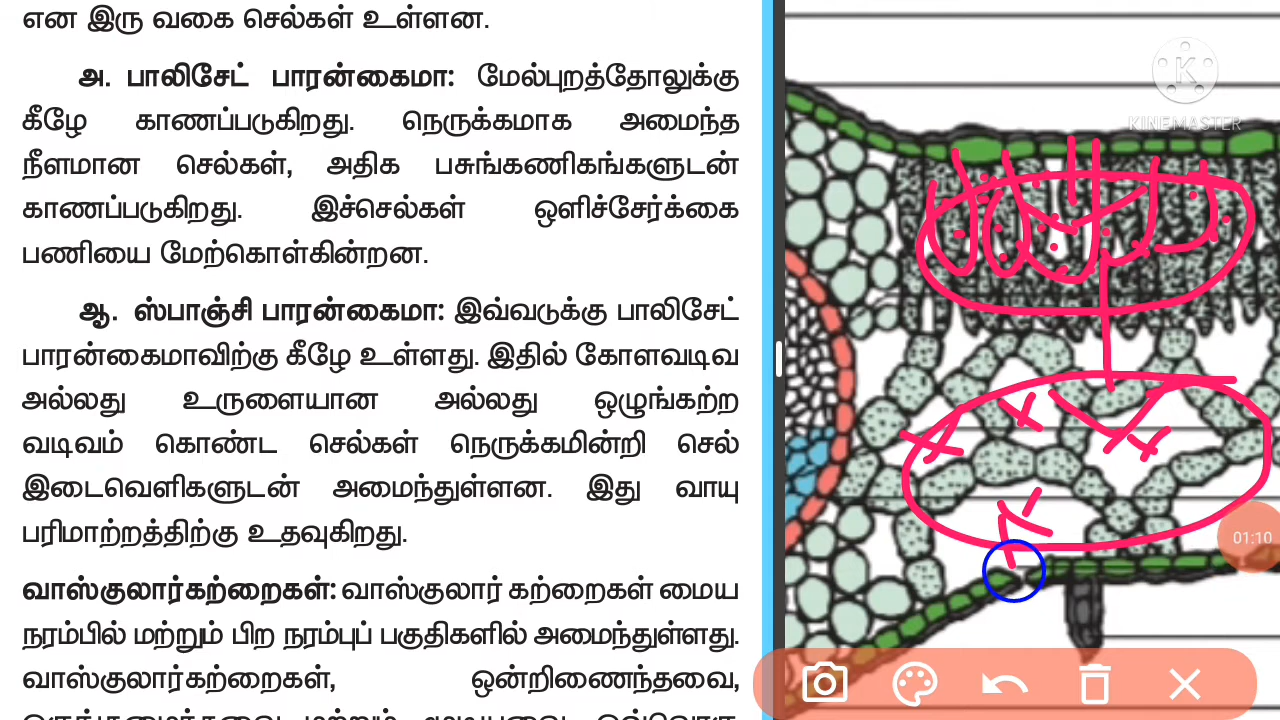 என இரு வகை செல்கள் உள்ளன.
அ. பாலிசேட் பாரன்கைமா: மேல்புறத்தோலுக்கு
கீழே காணப்படுகிறது. நெருக்கமாக அமைந்த
நீளமான செல்கள், அதிக பசுங்கணிகங்களுடன்
காணப்படுகிறது. இச்செல்கள் ஒளிச்சேர்க்கை
பணியை மேற்கொள்கின்றன.
ஆ. ஸ்பாஞ்சி பாரன்கைமா: இவ்வடுக்கு பாலிசேட்
பாரன்கைமாவிற்கு கீழே உள்ளது. இதில் கோளவடிவ
அல்லது உருளையான அல்லது ஒழுங்கற்ற
வடிவம் கொண்ட செல்கள் நெருக்கமின்றி செல்
இடைவெளிகளுடன் அமைந்துள்ளன. இது வாயு
பரிமாற்றத்திற்கு உதவுகிறது.
வாஸ்குலார்கற்றைகள்: வாஸ்குலார் கற்றைகள் மைய
நரம்பில் மற்றும் பிற நரம்புப் பகுதிகளில் அமைந்துள்ளது.
வாஸ்குலார்கற்றைகள், ஒன்றிணைந்தவை,
K
KINEMASTER
01:10